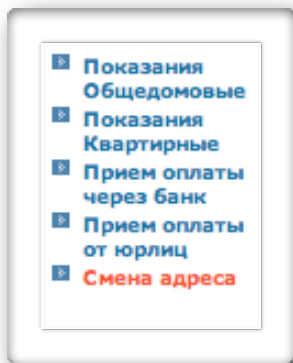 Показания
Общедомовые
Показания
Квартирные
Прием оплаты
через банк
Прием оплаты
от юрлиц
Смена адреса